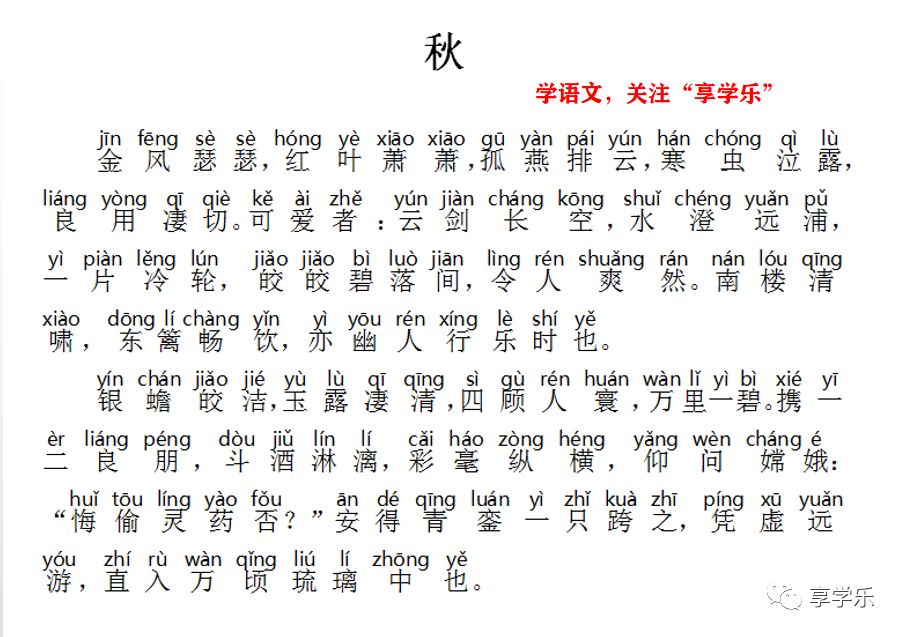 秋
学语文，关注“享学乐”
jīn fēng sè sè hóng yè xiāo xiāo gū yàn pái yún hán chóng qì lù
金风瑟瑟，红叶萧萧，孤燕排云，寒虫泣露，
liáng yòng qī qiè kě ài zhě yún jiàn cháng kōng shuǐ chéng yuǎn pǔ
良用凄切。可爱者：云剑长空，水澄远浦，
yì piàn lěng lún jiǎo jiǎo bì luò jiān lìng rén shuǎng rán nán lóu qīng
一片冷轮，皎皎碧落间，令人爽然。南楼清
xiào dōng lí chàng yǐn yì yōu rén xíng lè shí yě
啸，东篱畅饮，亦幽人行乐时也。
yín chán jiǎo jié yù lù qī qīng sì gù rén huán wàn lǐ yì bì xié yī
银蟾皎洁，玉露凄清，四顾人寰，万里一碧。携一
èr liáng péng dòu jiǔ lín lí cǎi háo zòng héng yǎng wèn cháng é
二良朋，斗酒淋漓，彩毫纵横，仰问嫦娥：
huǐ tōu líng yào fǒu ān dé qīng luán yì zhǐ kuà zhī píng xū yuǎn
“悔偷灵药否？”安得青銮一只跨之，凭虚远
yóu zhí rù wàn qǐng liú lí zhōng yě
游，直入万顷琉璃中也。
享学乐